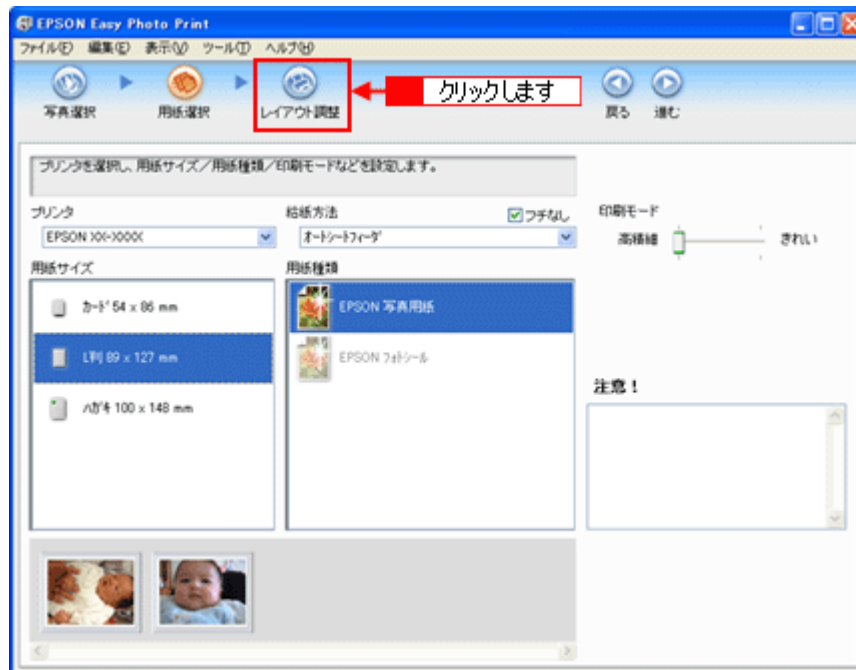 EPSON Easy Photo Print
ファイル(F) 編集(E) 表示(V) ツール(T) ヘルプ(H)
写真選択 用紙選択 レイアウト調整 クリックします 戻る 進む
プリンタを選択し、用紙サイズ/用紙種類/印刷モードなどを設定します。
プリンタ 給紙方法 フチなし 印刷モード
EPSON XX-XXXX オートシートフィーダ 高精細 きれい
用紙サイズ 用紙種類
カード 54 x 86 mm EPSON 写真用紙
L判 89 x 127 mm EPSON フォトシール
ハガキ 100 x 148 mm
注意!